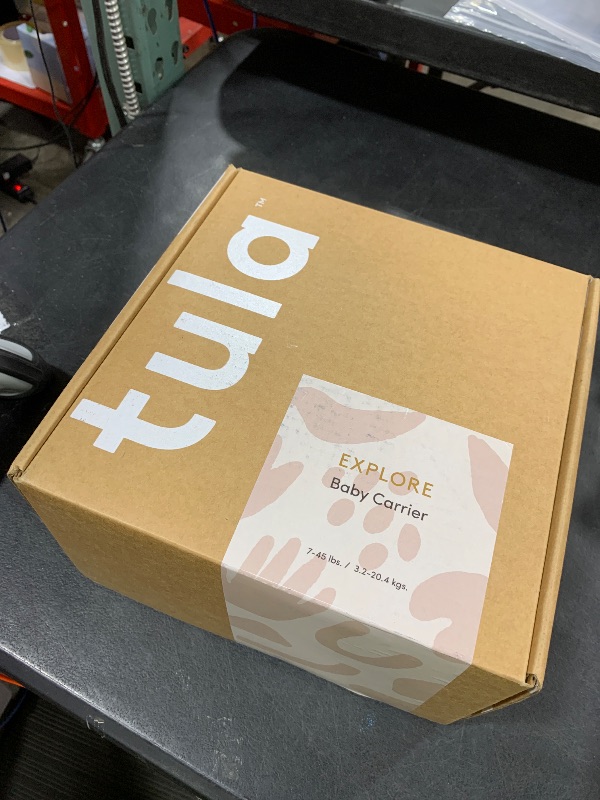 tula™
EXPLORE
Baby Carrier
7-45 lbs. / 3.2-20.4 kgs.